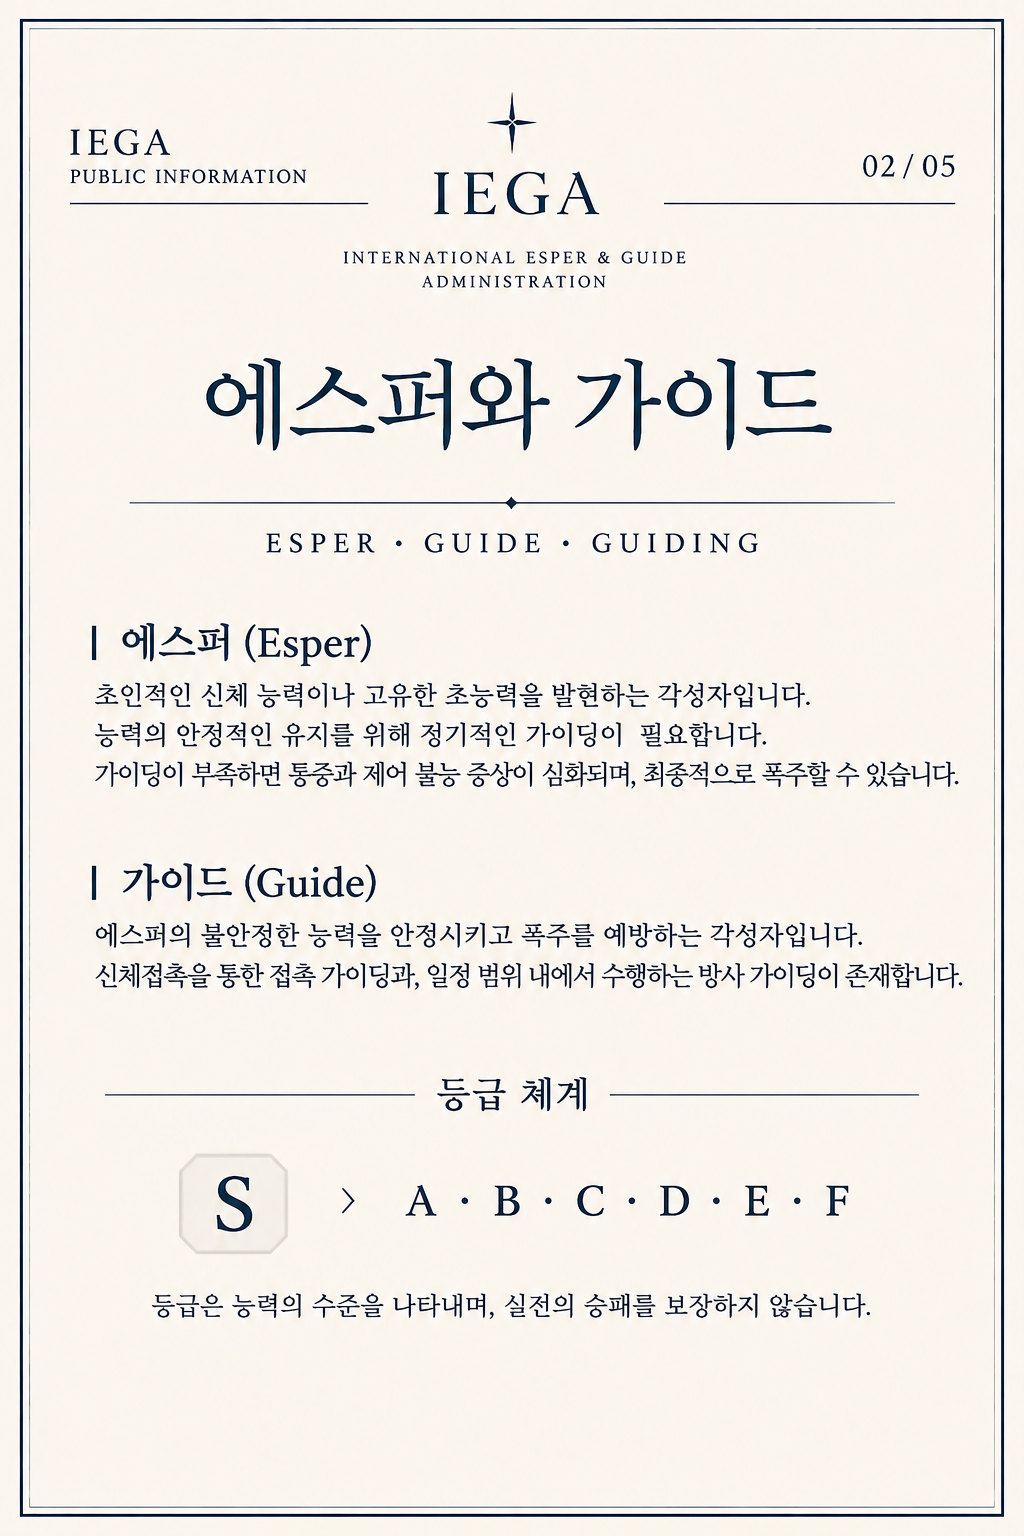 IEGA
PUBLIC INFORMATION
IEGA
02 / 05
INTERNATIONAL ESPER & GUIDE
ADMINISTRATION
에스퍼와 가이드
ESPER • GUIDE • GUIDING
에스퍼 (Esper)
초인적인 신체 능력이나 고유한 초능력을 발현하는 각성자입니다.
능력의 안정적인 유지를 위해 정기적인 가이딩이 필요합니다.
가이딩이 부족하면 통증과 제어 불능 증상이 심화되며, 최종적으로 폭주할 수 있습니다.
가이드 (Guide)
에스퍼의 불안정한 능력을 안정시키고 폭주를 예방하는 각성자입니다.
신체접촉을 통한 접촉 가이딩과, 일정 범위 내에서 수행하는 방사 가이딩이 존재합니다.
등급 체계
S > A · B · C · D · E · F
등급은 능력의 수준을 나타내며, 실전의 승패를 보장하지 않습니다.